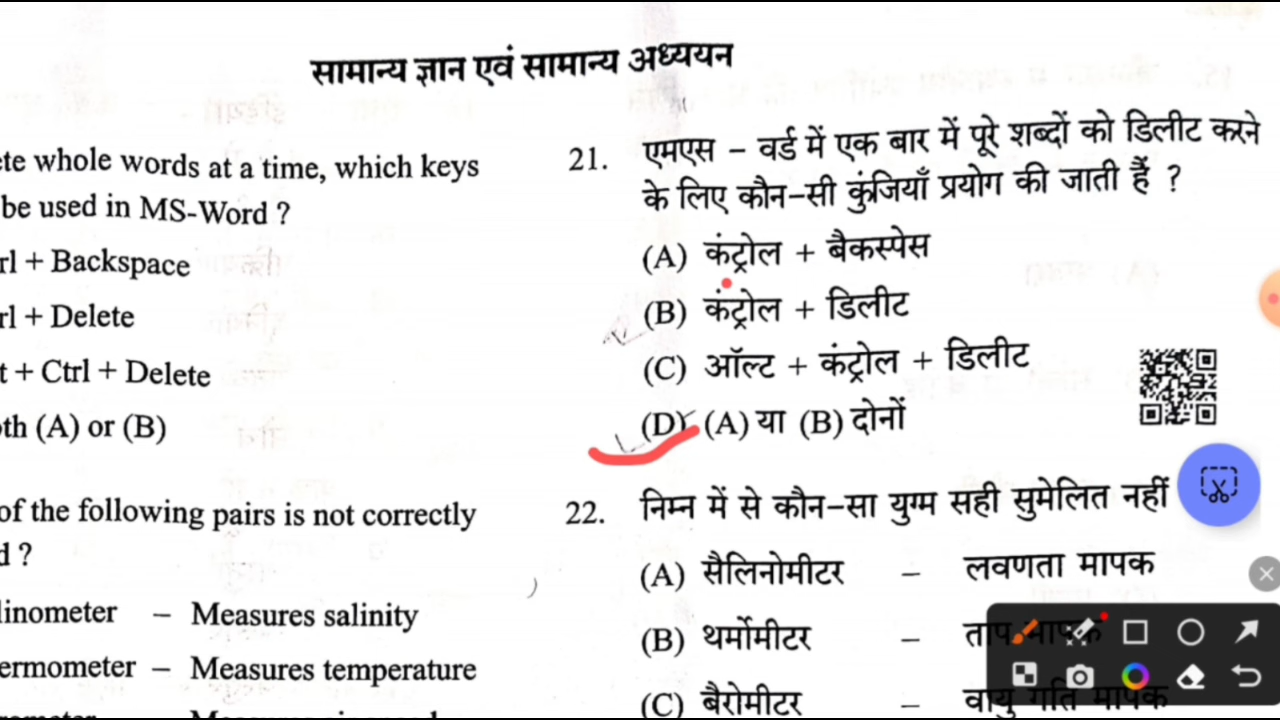 सामान्य ज्ञान एवं सामान्य अध्ययन
ete whole words at a time, which keys
be used in MS-Word ?
rl + Backspace
rl + Delete
t + Ctrl + Delete
oth (A) or (B)
of the following pairs is not correctly
d ?
linometer – Measures salinity
ermometer – Measures temperature
21. एमएस – वर्ड में एक बार में पूरे शब्दों को डिलीट करने
के लिए कौन-सी कुंजियाँ प्रयोग की जाती हैं ?
(A) कंट्रोल + बैकस्पेस
(B) कंट्रोल + डिलीट
(C) ऑल्ट + कंट्रोल + डिलीट
(D) (A) या (B) दोनों
22. निम्न में से कौन-सा युग्म सही सुमेलित नहीं
(A) सैलिनोमीटर – लवणता मापक
(B) थर्मोमीटर – ताप मापक
(C) बैरोमीटर – वायु गति मापक